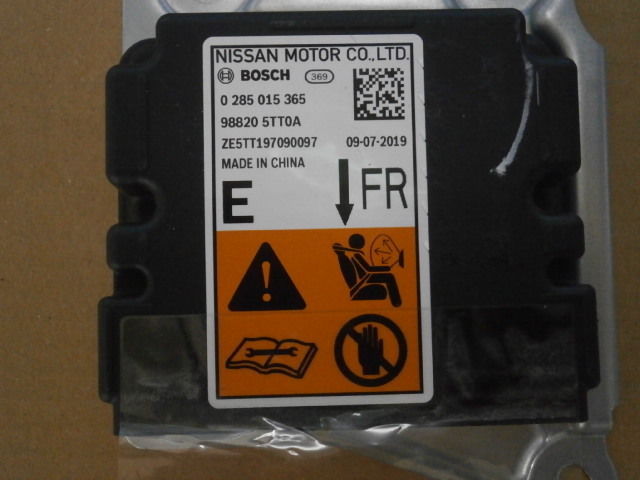 NISSAN MOTOR CO.,LTD.
BOSCH 369
0 285 015 365
98820 5TT0A
ZE5TT197090097 09-07-2019
MADE IN CHINA
E FR